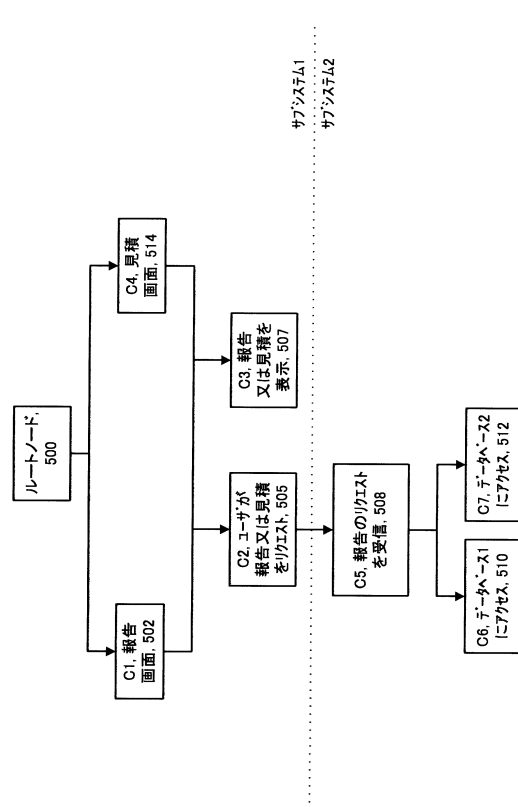 ルートノード,
500
C1, 報告
画面, 502
C4, 見積
画面, 514
C2, ユーザが
報告又は見積
をリクエスト, 505
C3, 報告
又は見積を
表示, 507
サブシステム1
サブシステム2
C5, 報告のリクエスト
を受信, 508
C6, データベース1
にアクセス, 510
C7, データベース2
にアクセス, 512